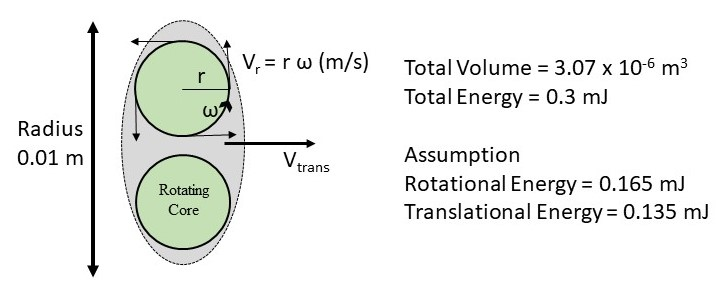 Radius
0.01 m
r
ω
Vr = r ω (m/s)
Vtrans
Rotating
Core
Total Volume = 3.07 x 10-6 m3
Total Energy = 0.3 mJ
Assumption
Rotational Energy = 0.165 mJ
Translational Energy = 0.135 mJ